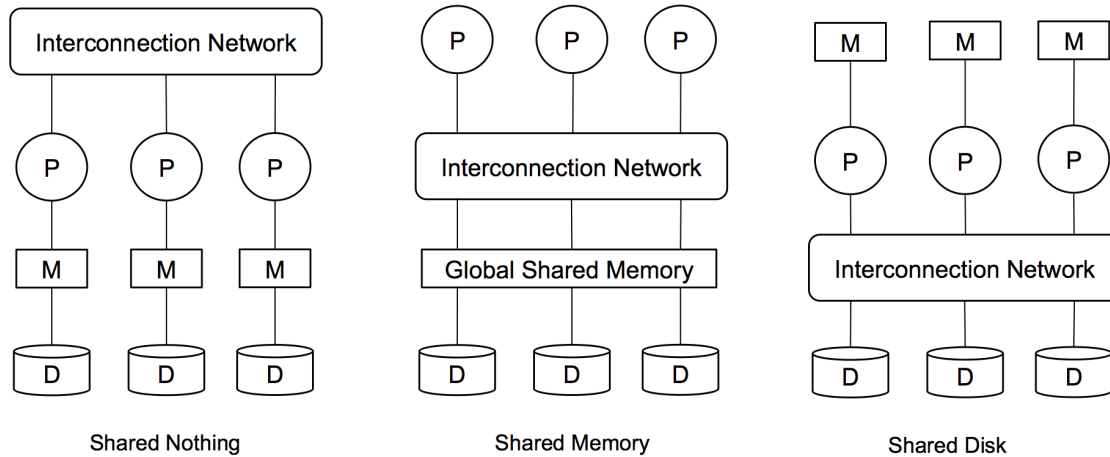 Interconnection Network
P
P
P
M
M
M
D
D
D
Shared Nothing
P
P
P
Interconnection Network
Global Shared Memory
D
D
D
Shared Memory
M
M
M
P
P
P
Interconnection Network
D
D
D
Shared Disk